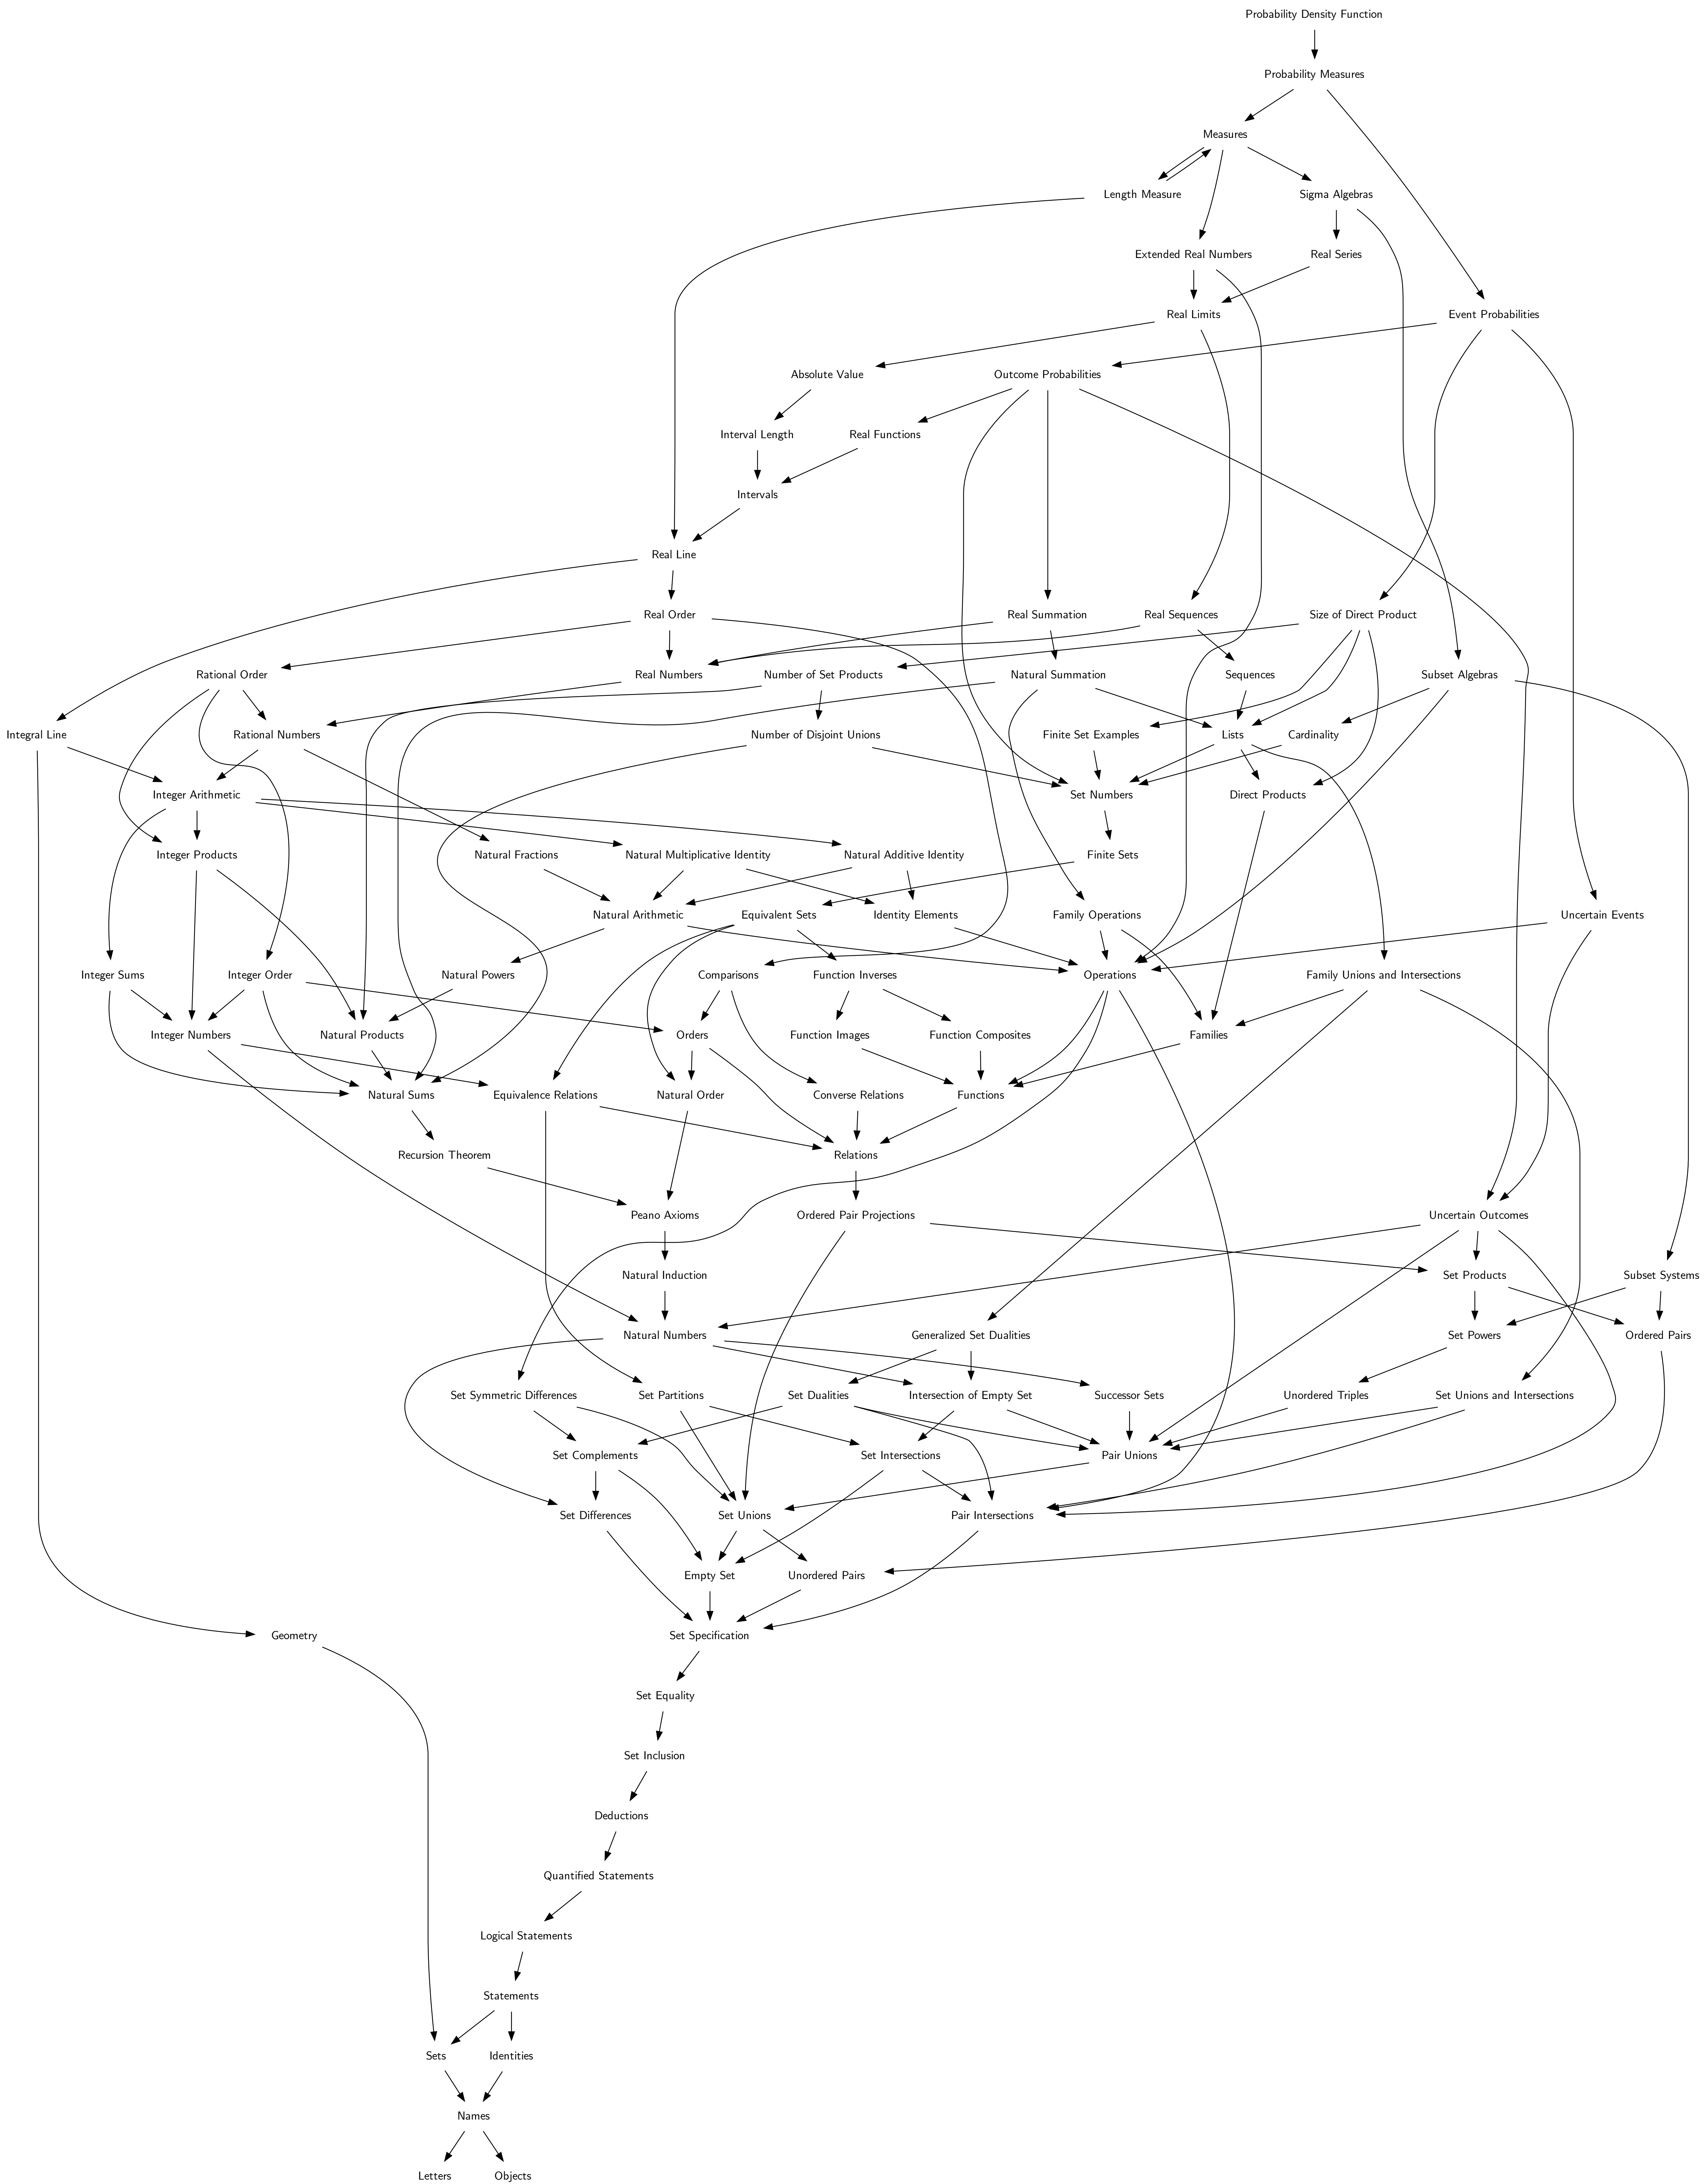 Probability Density Function
Probability Measures
Measures
Length Measure
Sigma Algebras
Extended Real Numbers
Real Series
Real Limits
Event Probabilities
Absolute Value
Outcome Probabilities
Interval Length
Real Functions
Intervals
Real Line
Real Order
Real Summation
Real Sequences
Size of Direct Product
Rational Order
Real Numbers
Number of Set Products
Natural Summation
Sequences
Subset Algebras
Integral Line
Rational Numbers
Number of Disjoint Unions
Finite Set Examples
Lists
Cardinality
Integer Arithmetic
Set Numbers
Direct Products
Integer Products
Natural Fractions
Natural Multiplicative Identity
Natural Additive Identity
Finite Sets
Natural Arithmetic
Equivalent Sets
Identity Elements
Family Operations
Uncertain Events
Integer Sums
Integer Order
Natural Powers
Comparisons
Function Inverses
Operations
Family Unions and Intersections
Integer Numbers
Natural Products
Orders
Function Images
Function Composites
Families
Natural Sums
Equivalence Relations
Natural Order
Converse Relations
Functions
Recursion Theorem
Relations
Peano Axioms
Ordered Pair Projections
Uncertain Outcomes
Natural Induction
Set Products
Subset Systems
Natural Numbers
Generalized Set Dualities
Set Powers
Ordered Pairs
Set Symmetric Differences
Set Partitions
Set Dualities
Intersection of Empty Set
Successor Sets
Unordered Triples
Set Unions and Intersections
Set Complements
Set Intersections
Pair Unions
Set Differences
Set Unions
Pair Intersections
Empty Set
Unordered Pairs
Geometry
Set Specification
Set Equality
Set Inclusion
Deductions
Quantified Statements
Logical Statements
Statements
Sets
Identities
Names
Letters
Objects